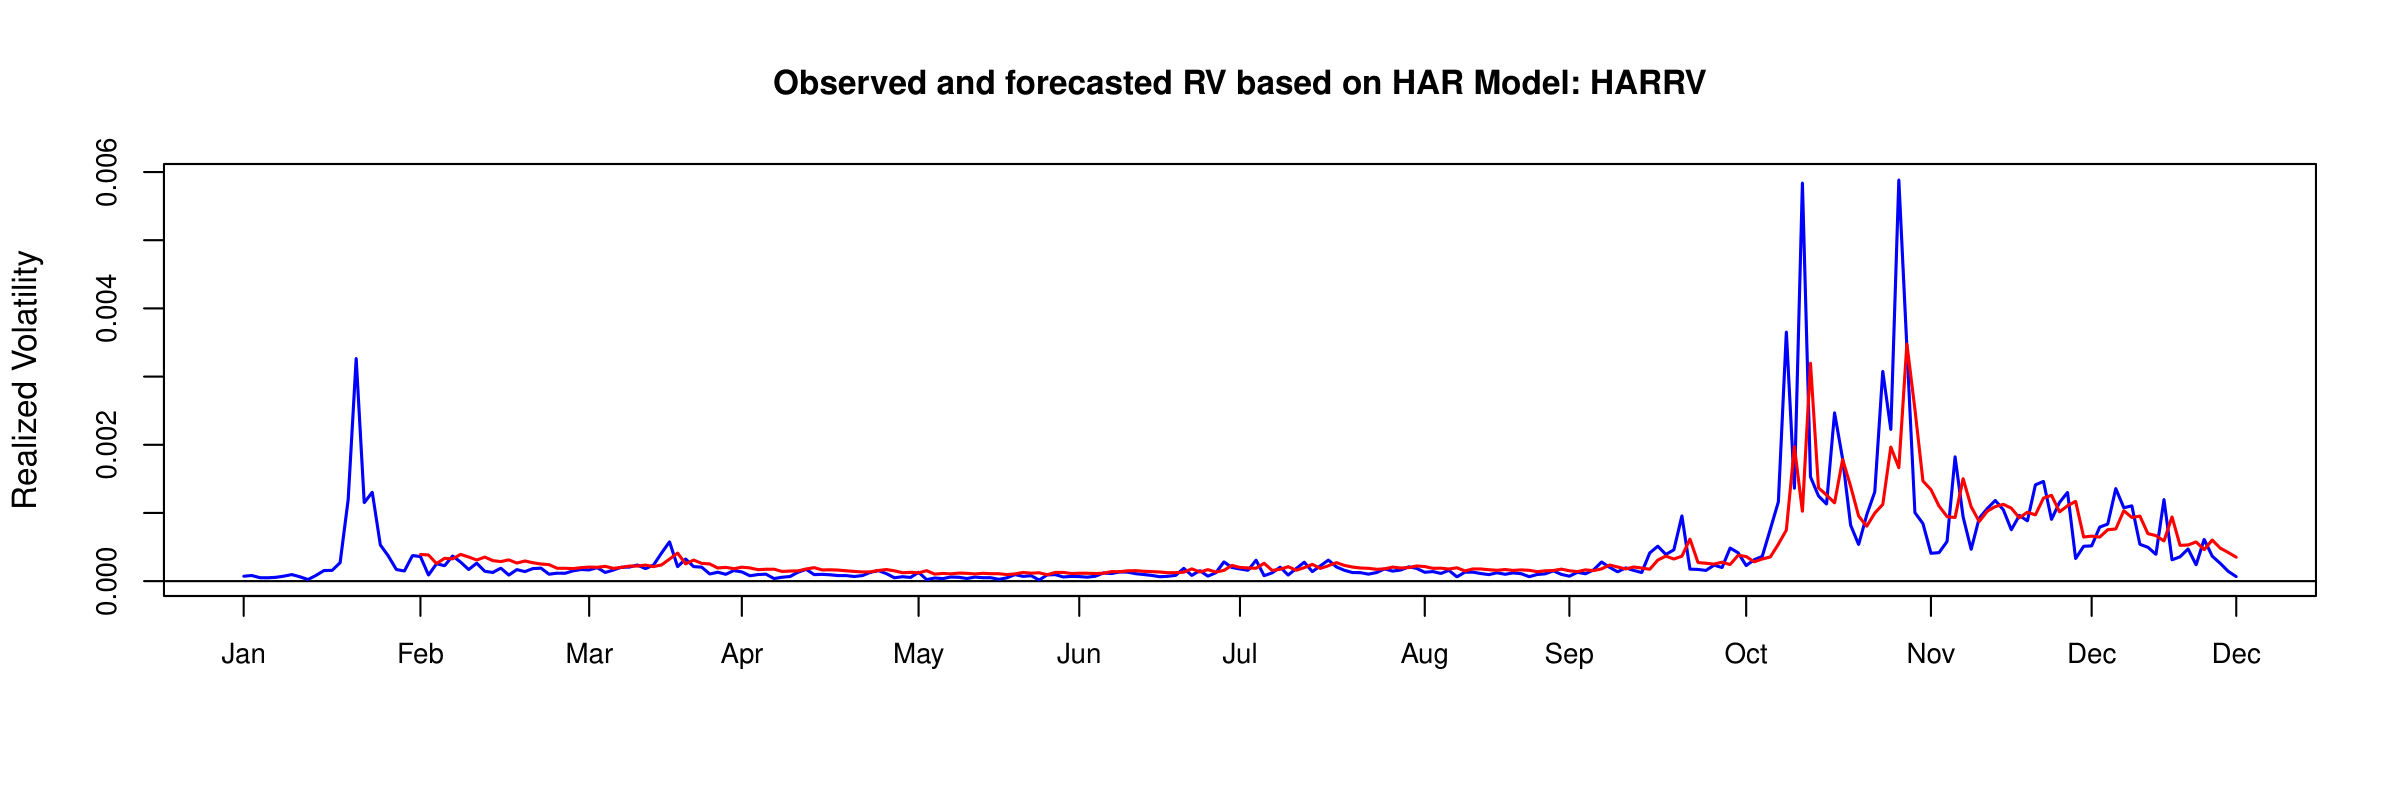 Observed and forecasted RV based on HAR Model: HARRV
Realized Volatility
0.006
0.004
0.002
0.000
Jan Feb Mar Apr May Jun Jul Aug Sep Oct Nov Dec Dec